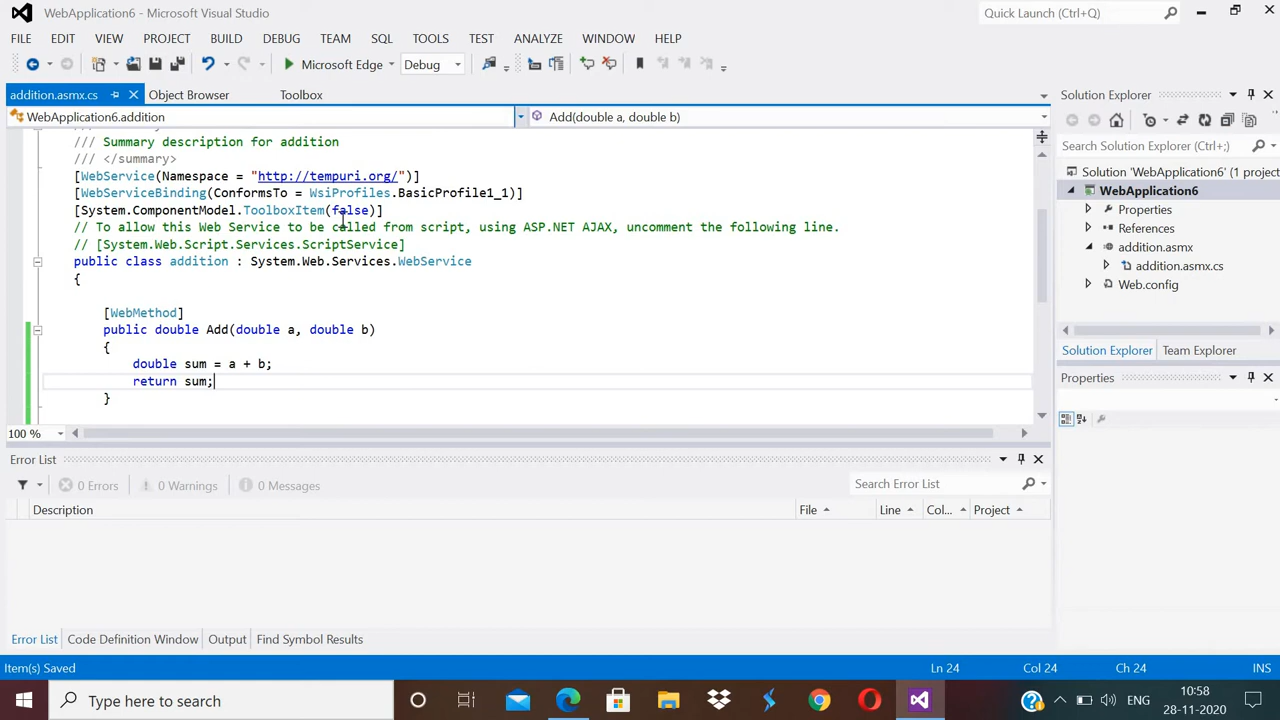 WebApplication6 - Microsoft Visual Studio
Quick Launch (Ctrl+Q)
FILE EDIT VIEW PROJECT BUILD DEBUG TEAM SQL TOOLS TEST ANALYZE WINDOW HELP
Microsoft Edge Debug
addition.asmx.cs Object Browser Toolbox
WebApplication6.addition Add(double a, double b)
/// Summary description for addition
/// </summary>
[WebService(Namespace = "http://tempuri.org/")]
[WebServiceBinding(ConformsTo = WsiProfiles.BasicProfile1_1)]
[System.ComponentModel.ToolboxItem(false)]
// To allow this Web Service to be called from script, using ASP.NET AJAX, uncomment the following line.
// [System.Web.Script.Services.ScriptService]
public class addition : System.Web.Services.WebService
{
[WebMethod]
public double Add(double a, double b)
{
double sum = a + b;
return sum;
}
100 %
Solution Explorer
Search Solution Explorer
Solution 'WebApplication6' (1 project
WebApplication6
Properties
References
addition.asmx
addition.asmx.cs
Web.config
Solution Explorer Team Explorer
Properties
Error List
0 Errors 0 Warnings 0 Messages
Search Error List
Description File Line Col... Project
Error List Code Definition Window Output Find Symbol Results
Item(s) Saved Ln 24 Col 24 Ch 24 INS
Type here to search
ENG
10:58
28-11-2020